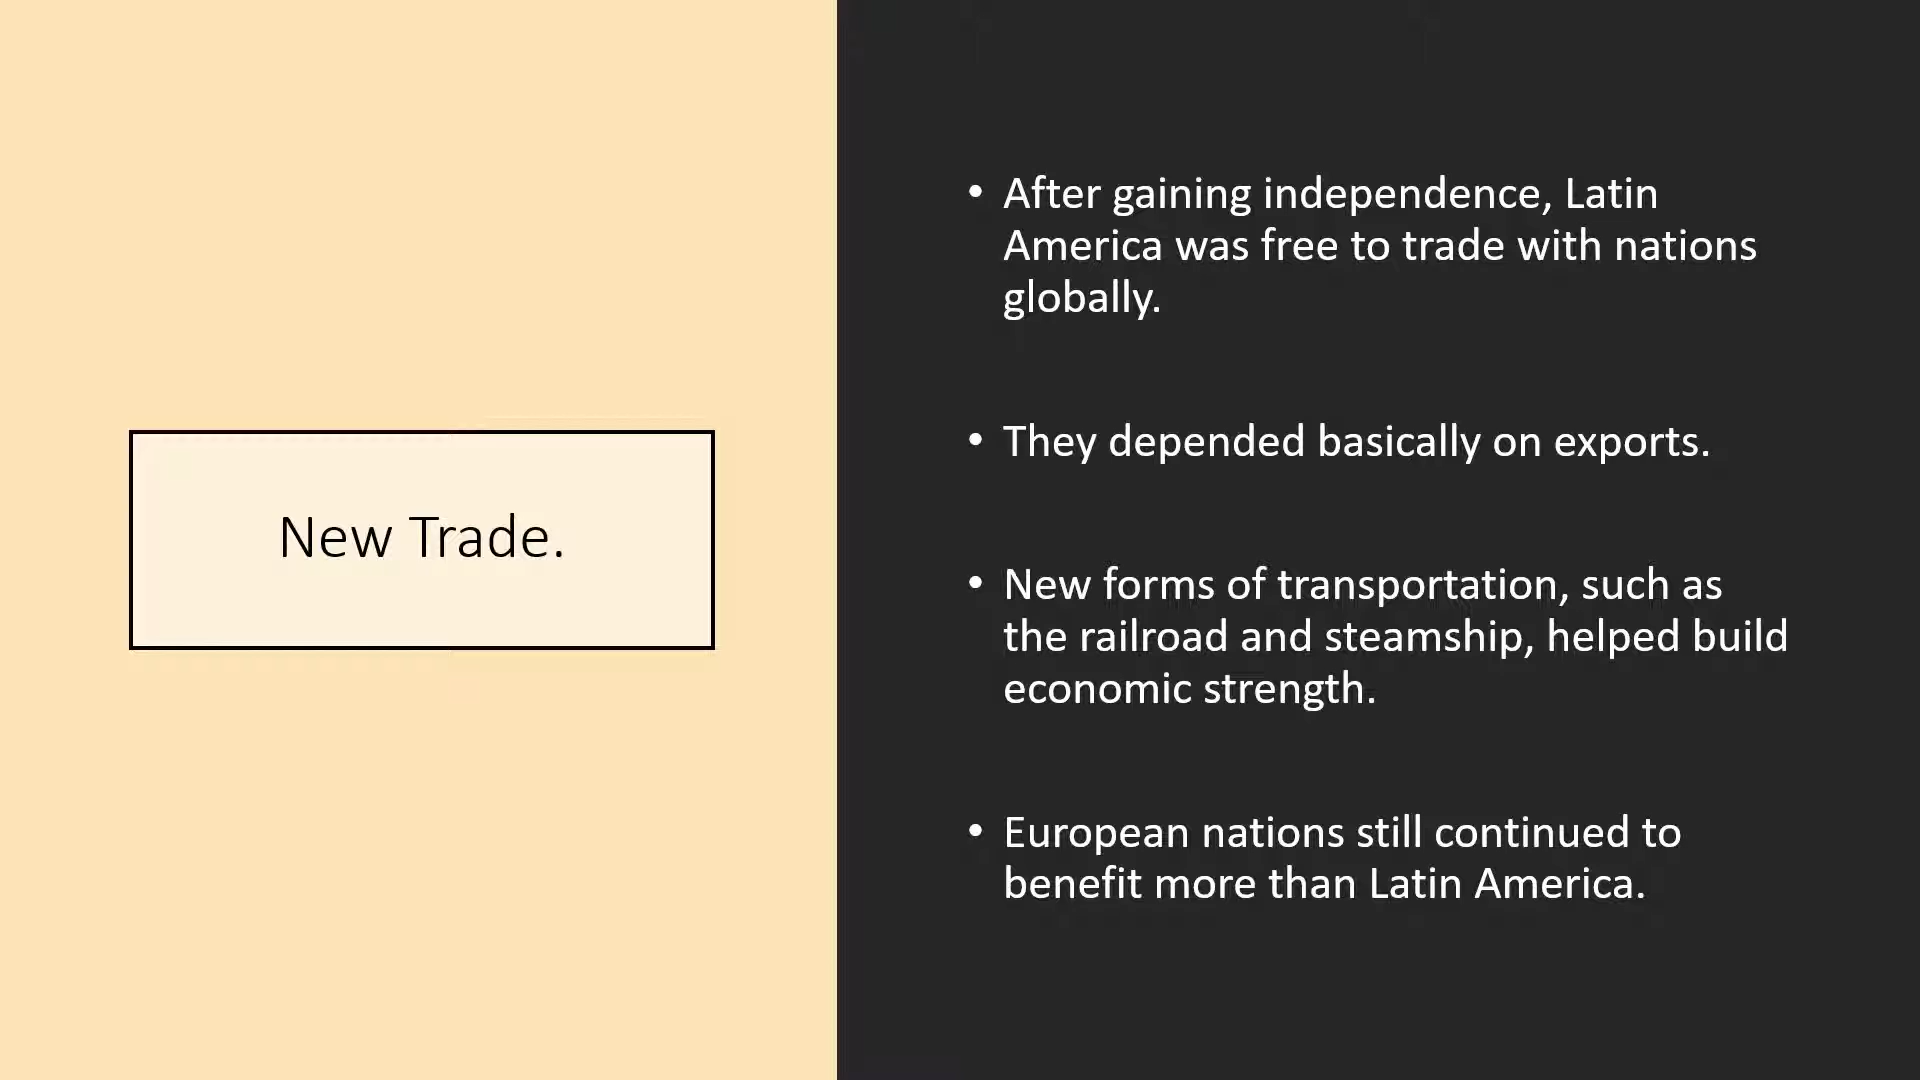 New Trade.
• After gaining independence, Latin
America was free to trade with nations
globally.
• They depended basically on exports.
• New forms of transportation, such as
the railroad and steamship, helped build
economic strength.
• European nations still continued to
benefit more than Latin America.